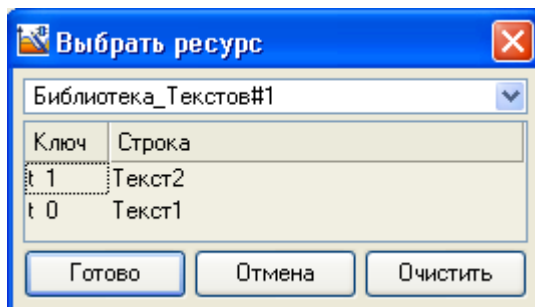 Выбрать ресурс
Библиотека_Текстов#1
Ключ Строка
t 1 Текст2
t 0 Текст1
Готово Отмена Очистить